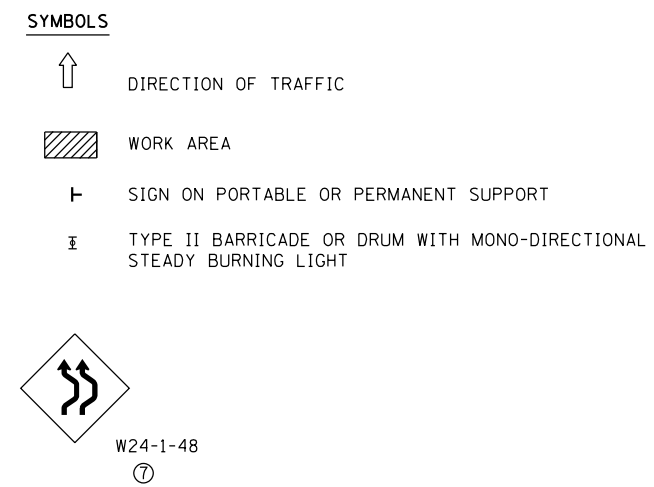 SYMBOLS
DIRECTION OF TRAFFIC
WORK AREA
SIGN ON PORTABLE OR PERMANENT SUPPORT
TYPE II BARRICADE OR DRUM WITH MONO-DIRECTIONAL
STEADY BURNING LIGHT
W24-1-48
7